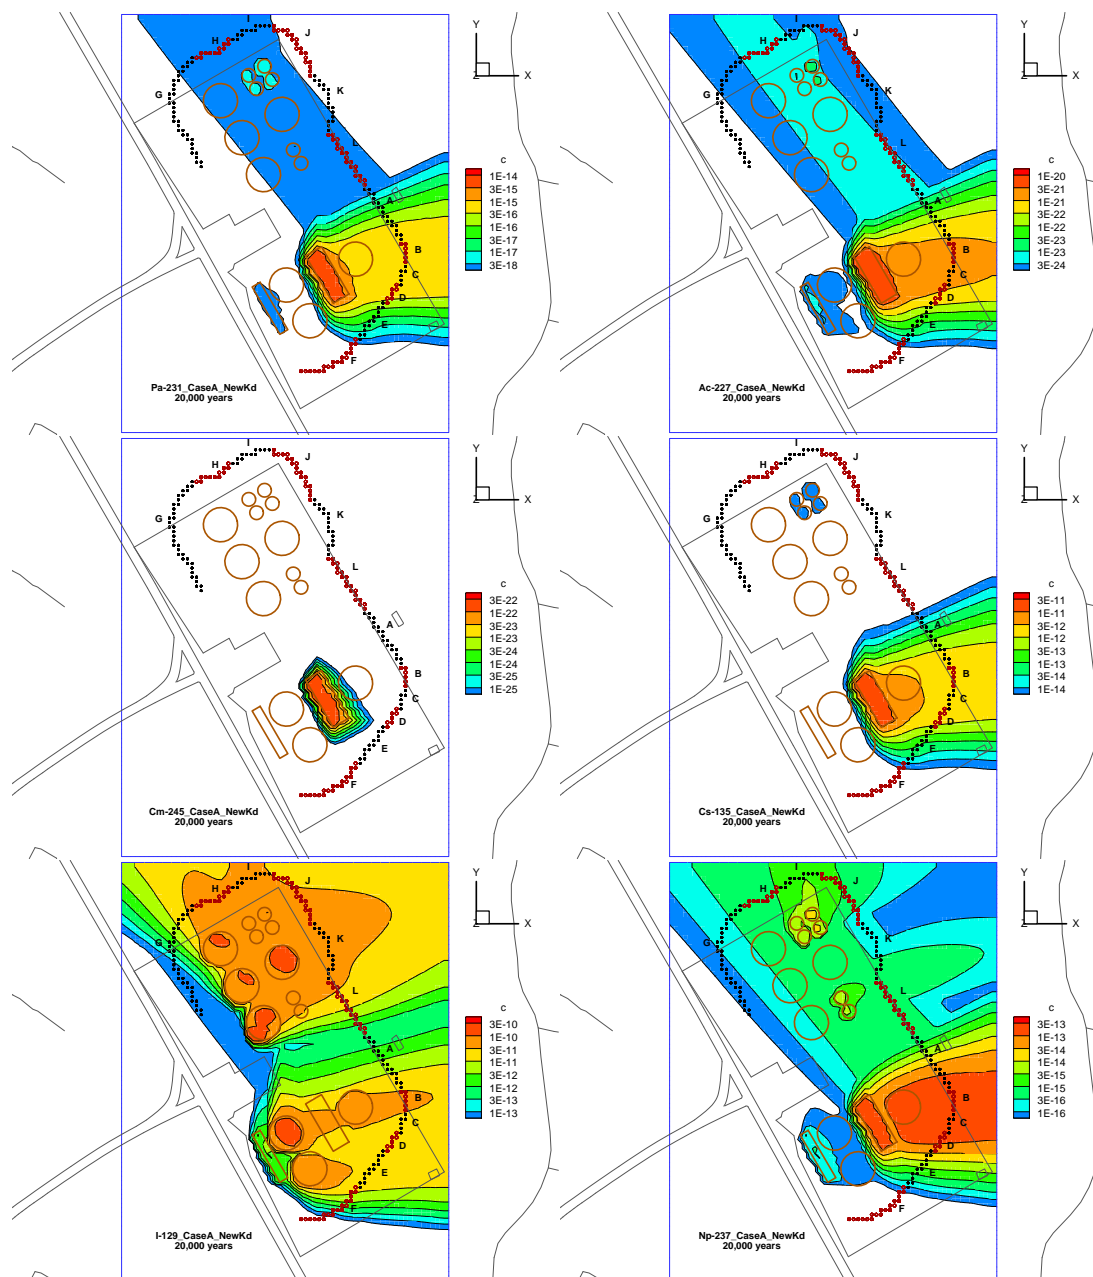 I
H
J
G
K
L
A
B
C
D
E
F
Y
Z
X
c
1E-14
3E-15
1E-15
3E-16
1E-16
3E-17
1E-17
3E-18
Pa-231_CaseA_NewKd
20,000 years
I
H
J
G
K
L
A
B
C
D
E
F
Y
Z
X
c
1E-20
3E-21
1E-21
3E-22
1E-22
3E-23
1E-23
3E-24
Ac-227_CaseA_NewKd
20,000 years
I
H
J
G
K
L
A
B
C
D
E
F
Y
Z
X
c
3E-22
1E-22
3E-23
1E-23
3E-24
1E-24
3E-25
1E-25
Cm-245_CaseA_NewKd
20,000 years
I
H
J
G
K
L
A
B
C
D
E
F
Y
Z
X
c
3E-11
1E-11
3E-12
1E-12
3E-13
1E-13
3E-14
1E-14
Cs-135_CaseA_NewKd
20,000 years
I
H
J
G
K
L
A
B
C
D
E
F
Y
Z
X
c
3E-10
1E-10
3E-11
1E-11
3E-12
1E-12
3E-13
1E-13
I-129_CaseA_NewKd
20,000 years
I
H
J
G
K
L
A
B
C
D
E
F
Y
Z
X
c
3E-13
1E-13
3E-14
1E-14
3E-15
1E-15
3E-16
1E-16
Np-237_CaseA_NewKd
20,000 years